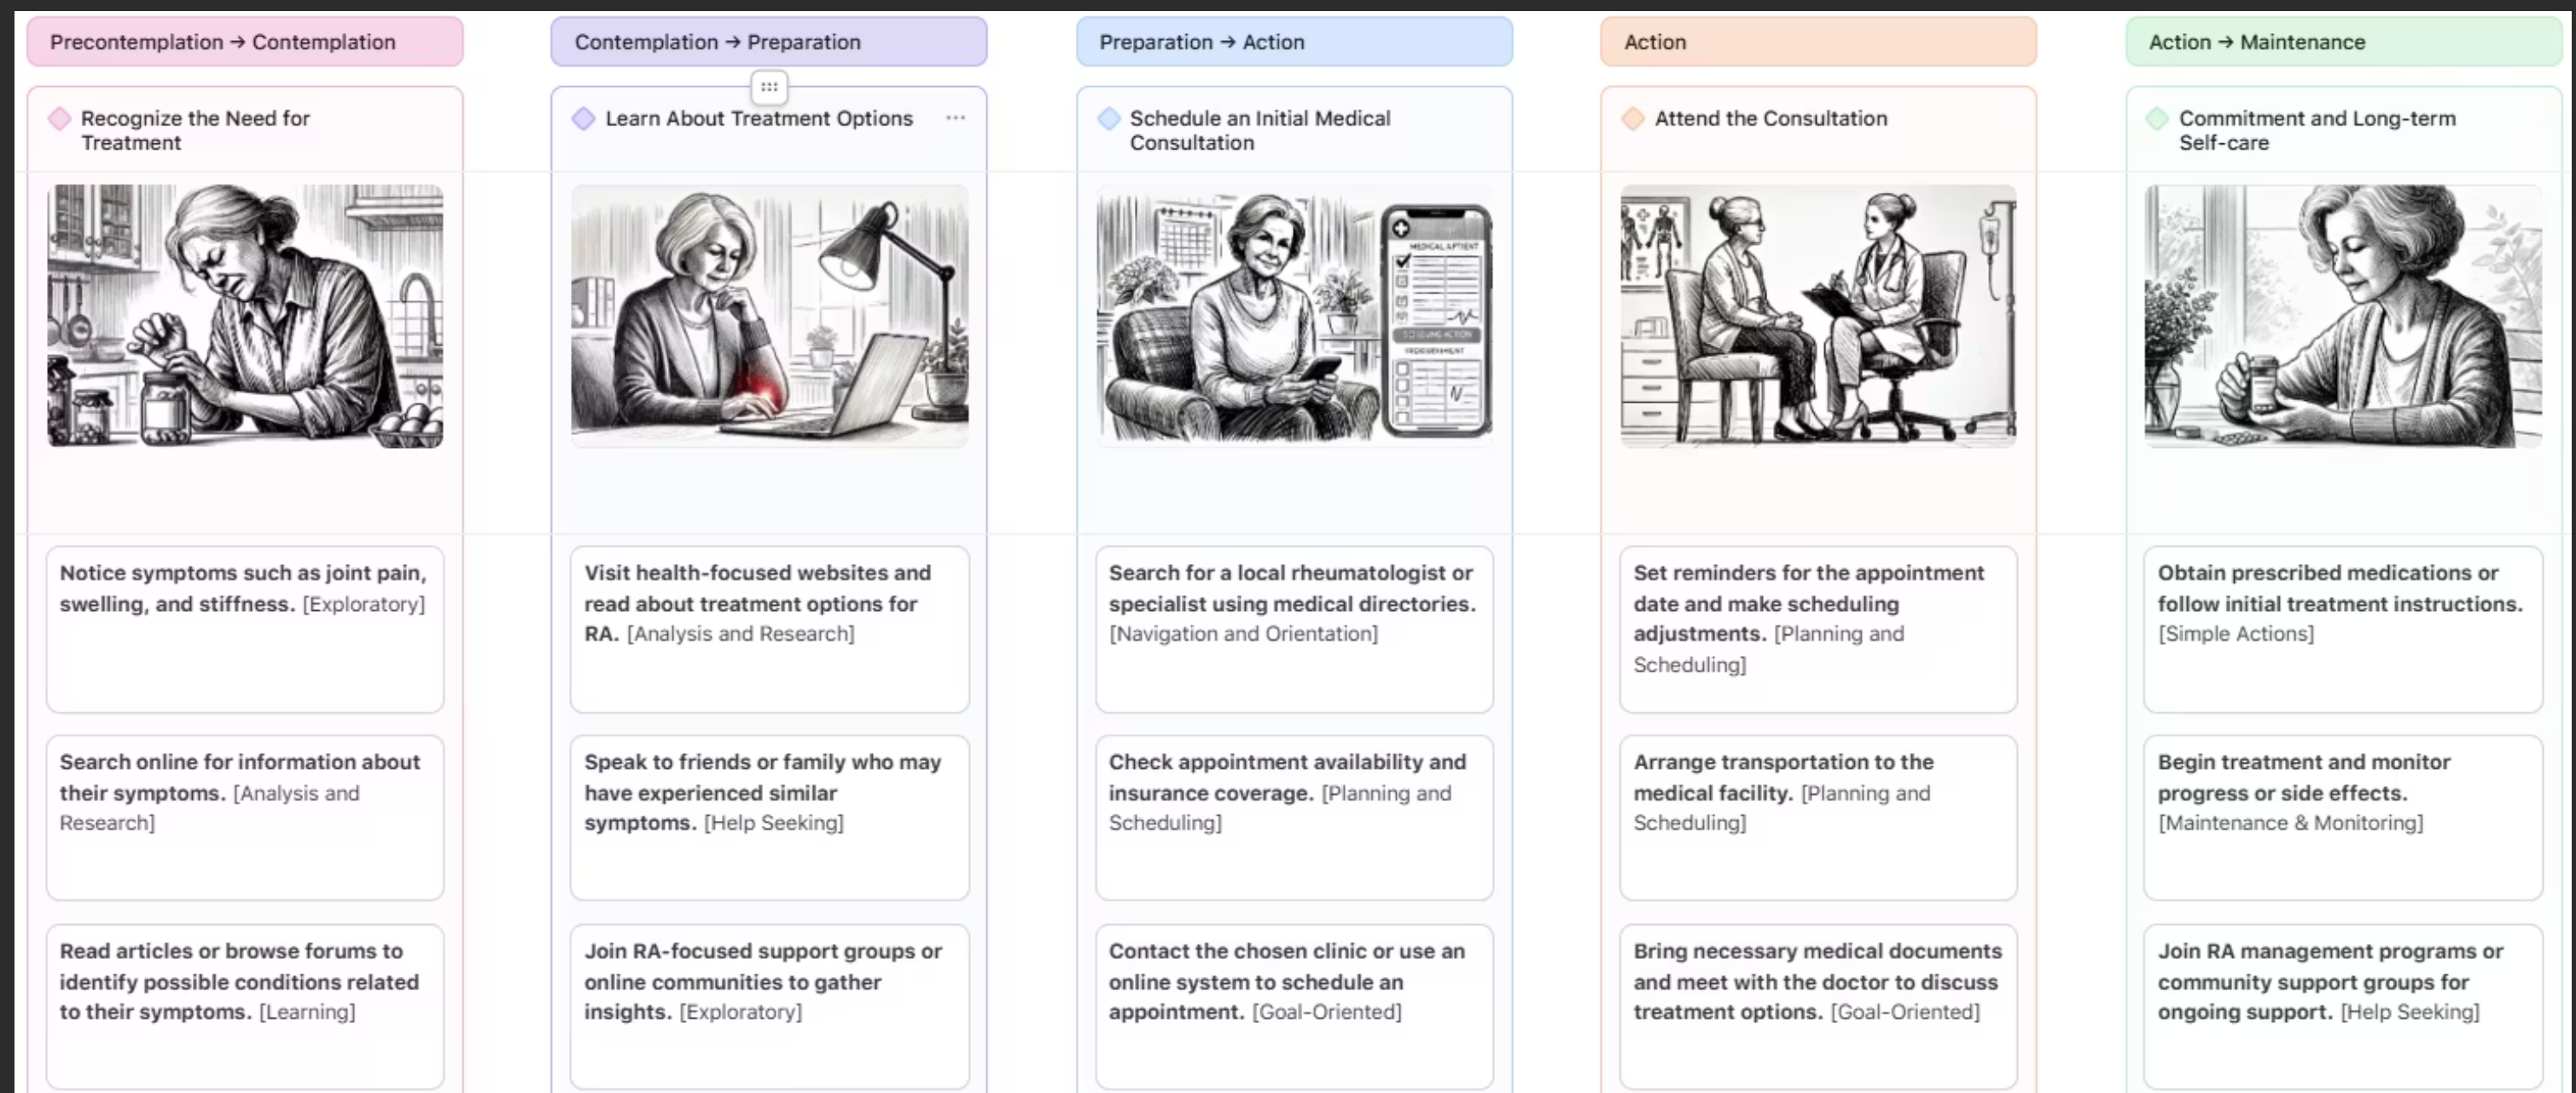 Precontemplation → Contemplation
Contemplation → Preparation
Preparation → Action
Action
Action → Maintenance
Recognize the Need for
Treatment
Learn About Treatment Options
Schedule an Initial Medical
Consultation
Attend the Consultation
Commitment and Long-term
Self-care
MEDICAL APTIENT
Notice symptoms such as joint pain,
swelling, and stiffness. [Exploratory]
Visit health-focused websites and
read about treatment options for
RA. [Analysis and Research]
Search for a local rheumatologist or
specialist using medical directories.
[Navigation and Orientation]
Set reminders for the appointment
date and make scheduling
adjustments. [Planning and
Scheduling]
Obtain prescribed medications or
follow initial treatment instructions.
[Simple Actions]
Search online for information about
their symptoms. [Analysis and
Research]
Speak to friends or family who may
have experienced similar
symptoms. [Help Seeking]
Check appointment availability and
insurance coverage. [Planning and
Scheduling]
Arrange transportation to the
medical facility. [Planning and
Scheduling]
Begin treatment and monitor
progress or side effects.
[Maintenance & Monitoring]
Read articles or browse forums to
identify possible conditions related
to their symptoms. [Learning]
Join RA-focused support groups or
online communities to gather
insights. [Exploratory]
Contact the chosen clinic or use an
online system to schedule an
appointment. [Goal-Oriented]
Bring necessary medical documents
and meet with the doctor to discuss
treatment options. [Goal-Oriented]
Join RA management programs or
community support groups for
ongoing support. [Help Seeking]